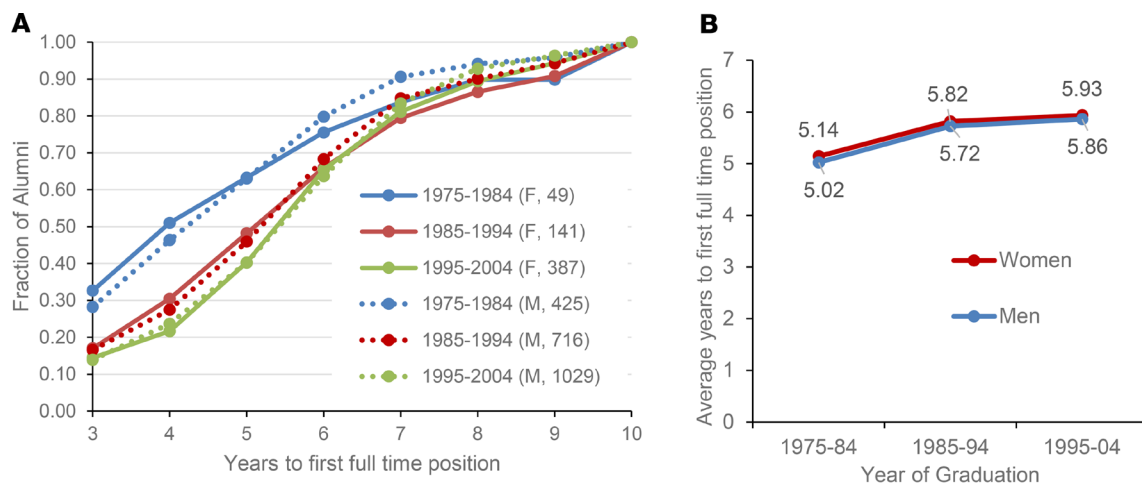 A
Fraction of Alumni
1.00
0.90
0.80
0.70
0.60
0.50
0.40
0.30
0.20
0.10
0.00
3 4 5 6 7 8 9 10
Years to first full time position
1975-1984 (F, 49)
1985-1994 (F, 141)
1995-2004 (F, 387)
1975-1984 (M, 425)
1985-1994 (M, 716)
1995-2004 (M, 1029)
B
Average years to first full time position
7
6
5
4
3
2
1
0
5.14
5.82
5.93
5.02
5.72
5.86
Women
Men
1975-84 1985-94 1995-04
Year of Graduation